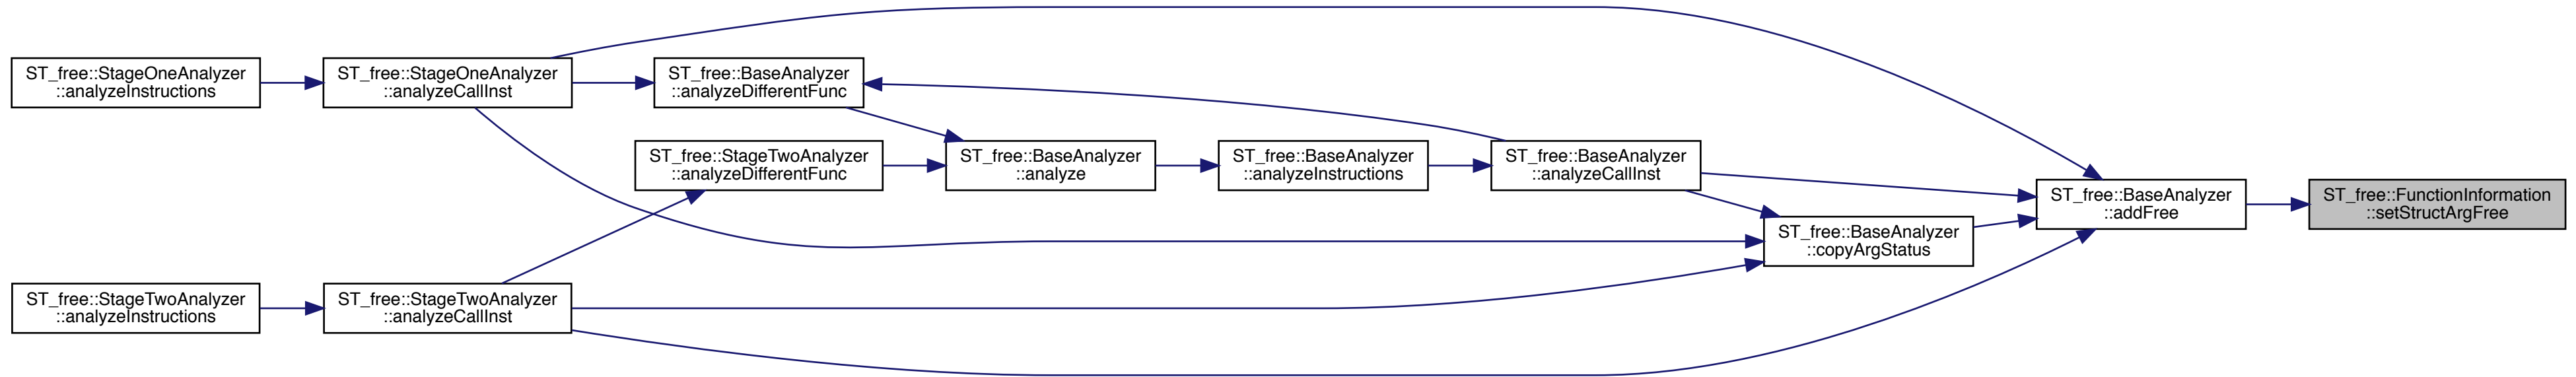 ST_free::StageOneAnalyzer
::analyzeInstructions
ST_free::StageOneAnalyzer
::analyzeCallInst
ST_free::BaseAnalyzer
::analyzeDifferentFunc
ST_free::StageTwoAnalyzer
::analyzeDifferentFunc
ST_free::BaseAnalyzer
::analyze
ST_free::BaseAnalyzer
::analyzeInstructions
ST_free::BaseAnalyzer
::analyzeCallInst
ST_free::BaseAnalyzer
::copyArgStatus
ST_free::BaseAnalyzer
::addFree
ST_free::FunctionInformation
::setStructArgFree
ST_free::StageTwoAnalyzer
::analyzeInstructions
ST_free::StageTwoAnalyzer
::analyzeCallInst